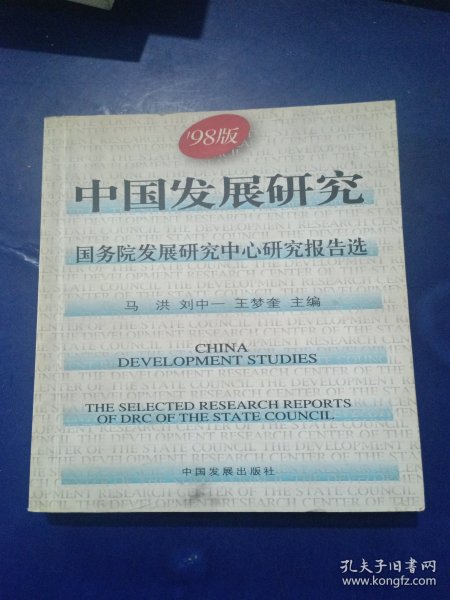 '98版
中国发展研究
国务院发展研究中心研究报告选
马 洪 刘中一 王梦奎 主编
CHINA
DEVELOPMENT STUDIES
THE SELECTED RESEARCH REPORTS
OF DRC OF THE STATE COUNCIL
中国发展出版社
孔夫子旧书网
www.kongfz.com